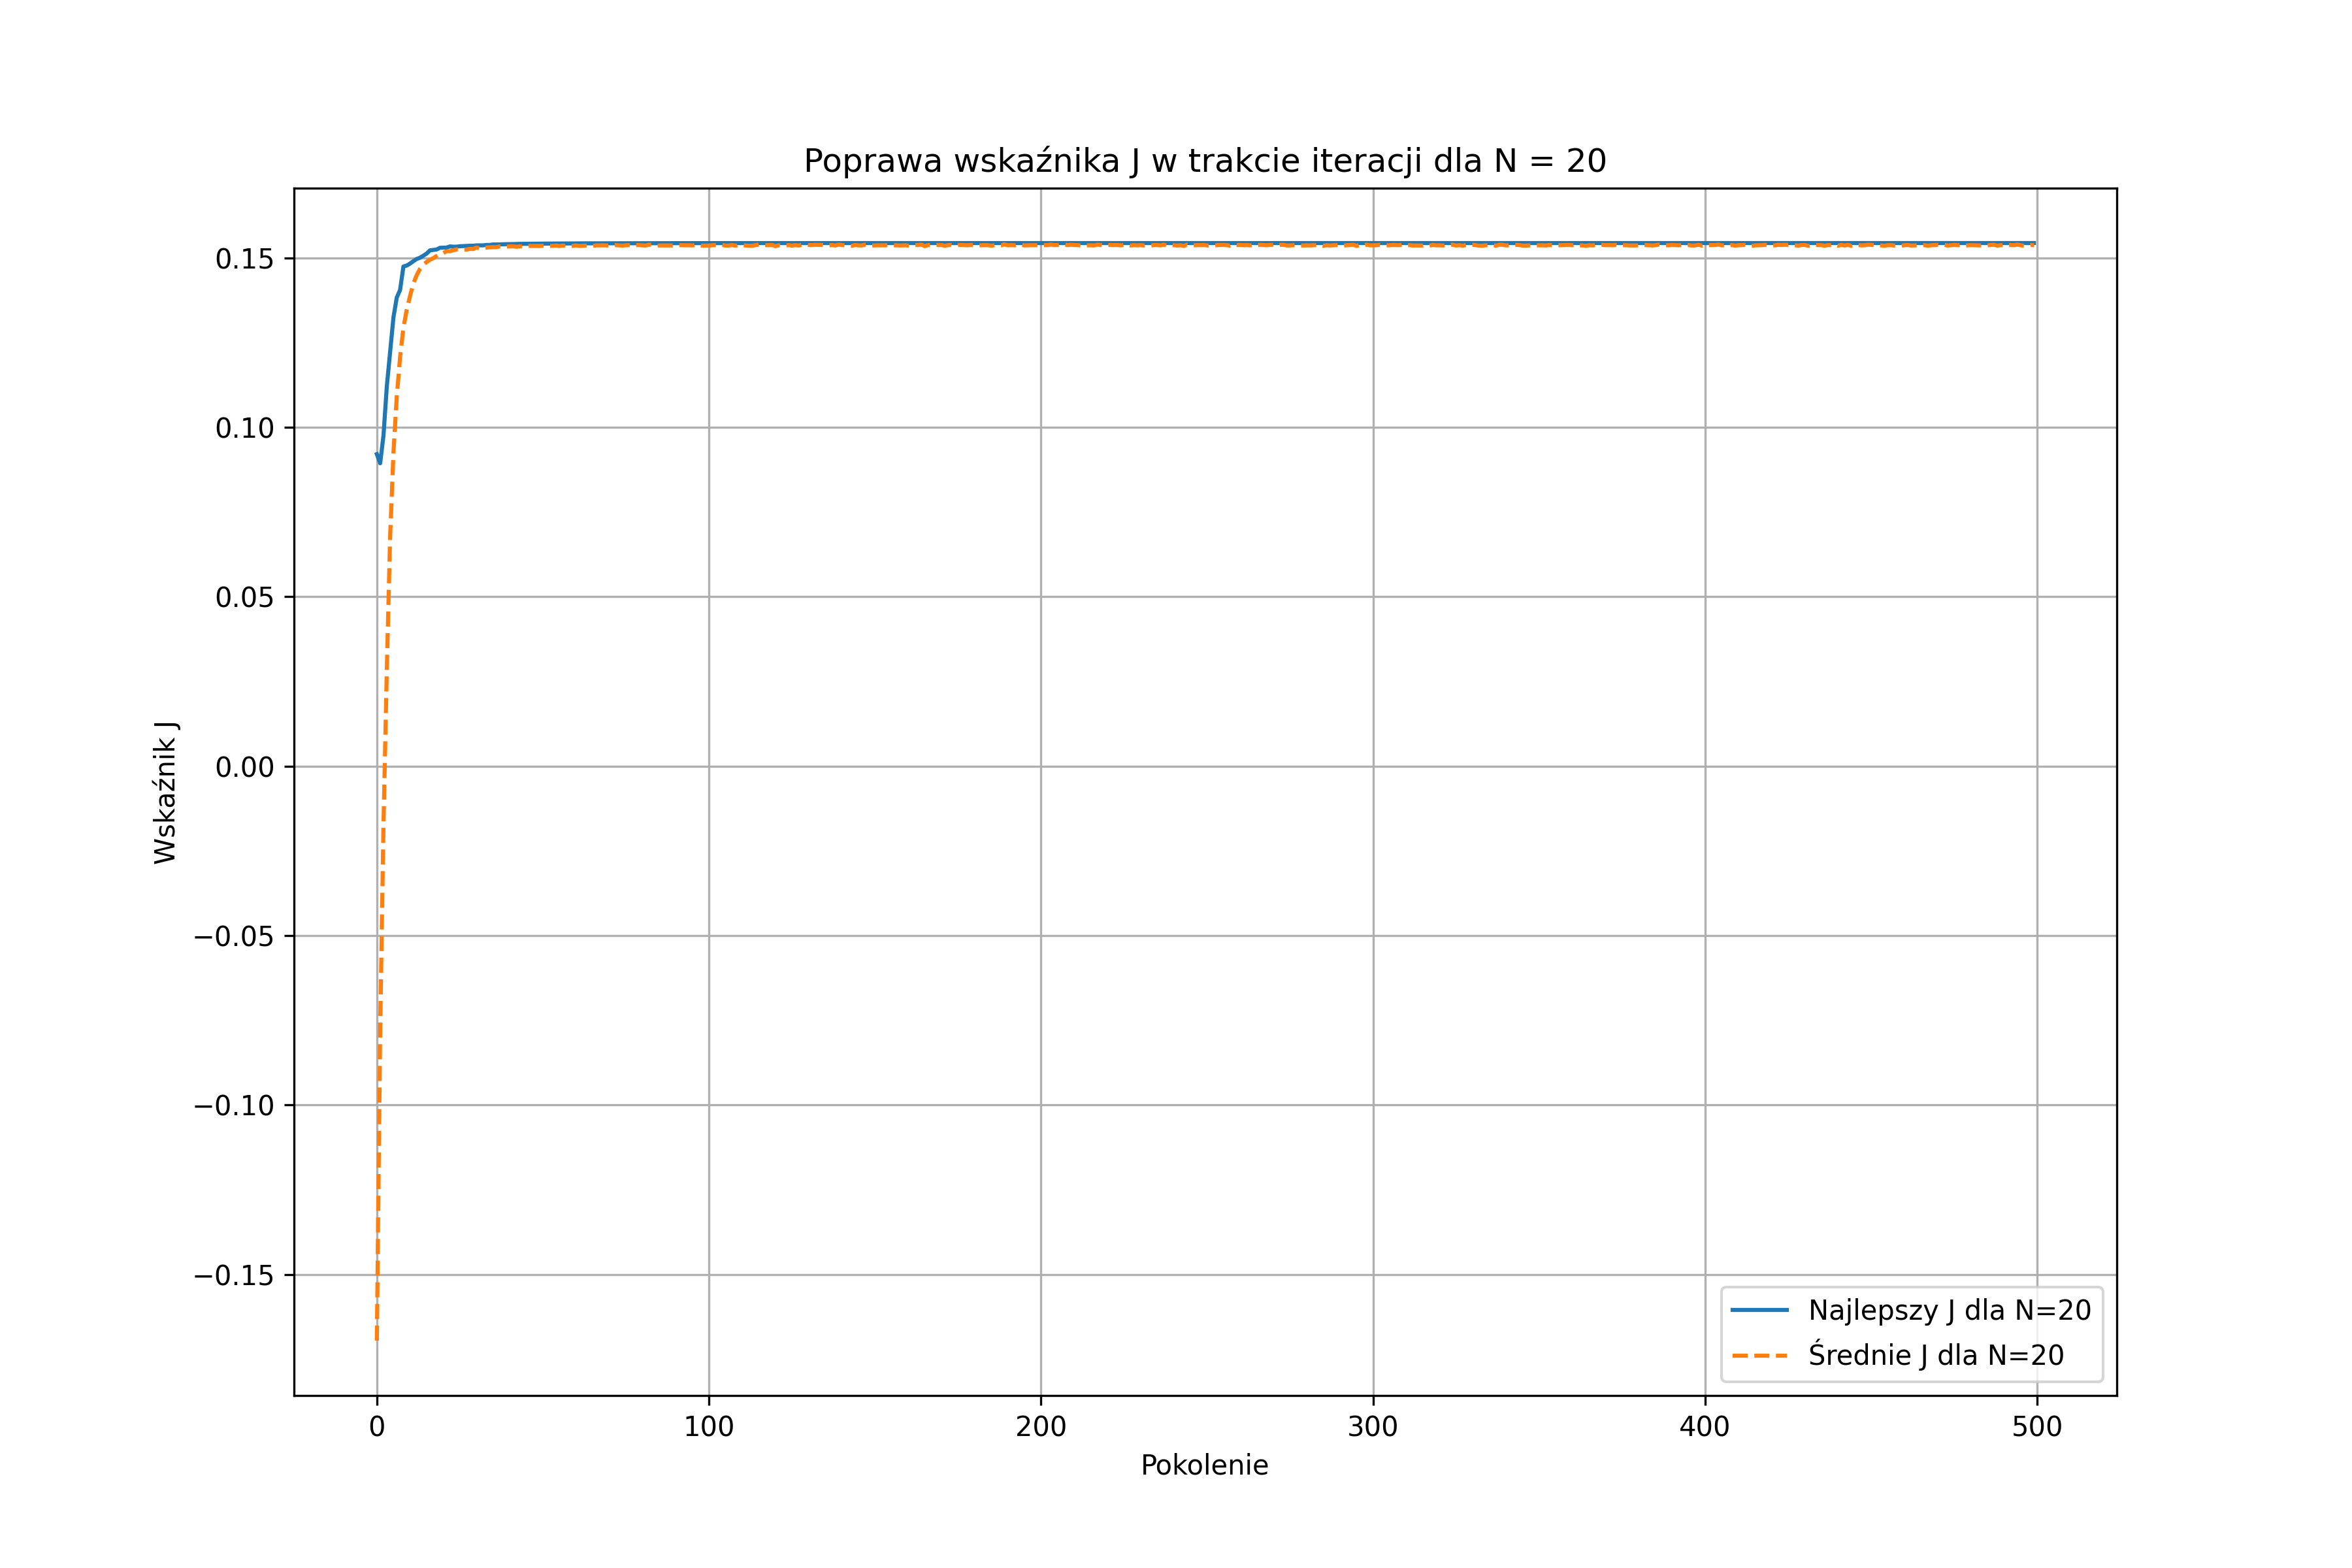 Poprawa wskaźnika J w trakcie iteracji dla N = 20
Wskaźnik J
0.15
0.10
0.05
0.00
−0.05
−0.10
−0.15
0 100 200 300 400 500
Pokolenie
Najlepszy J dla N=20
Średnie J dla N=20